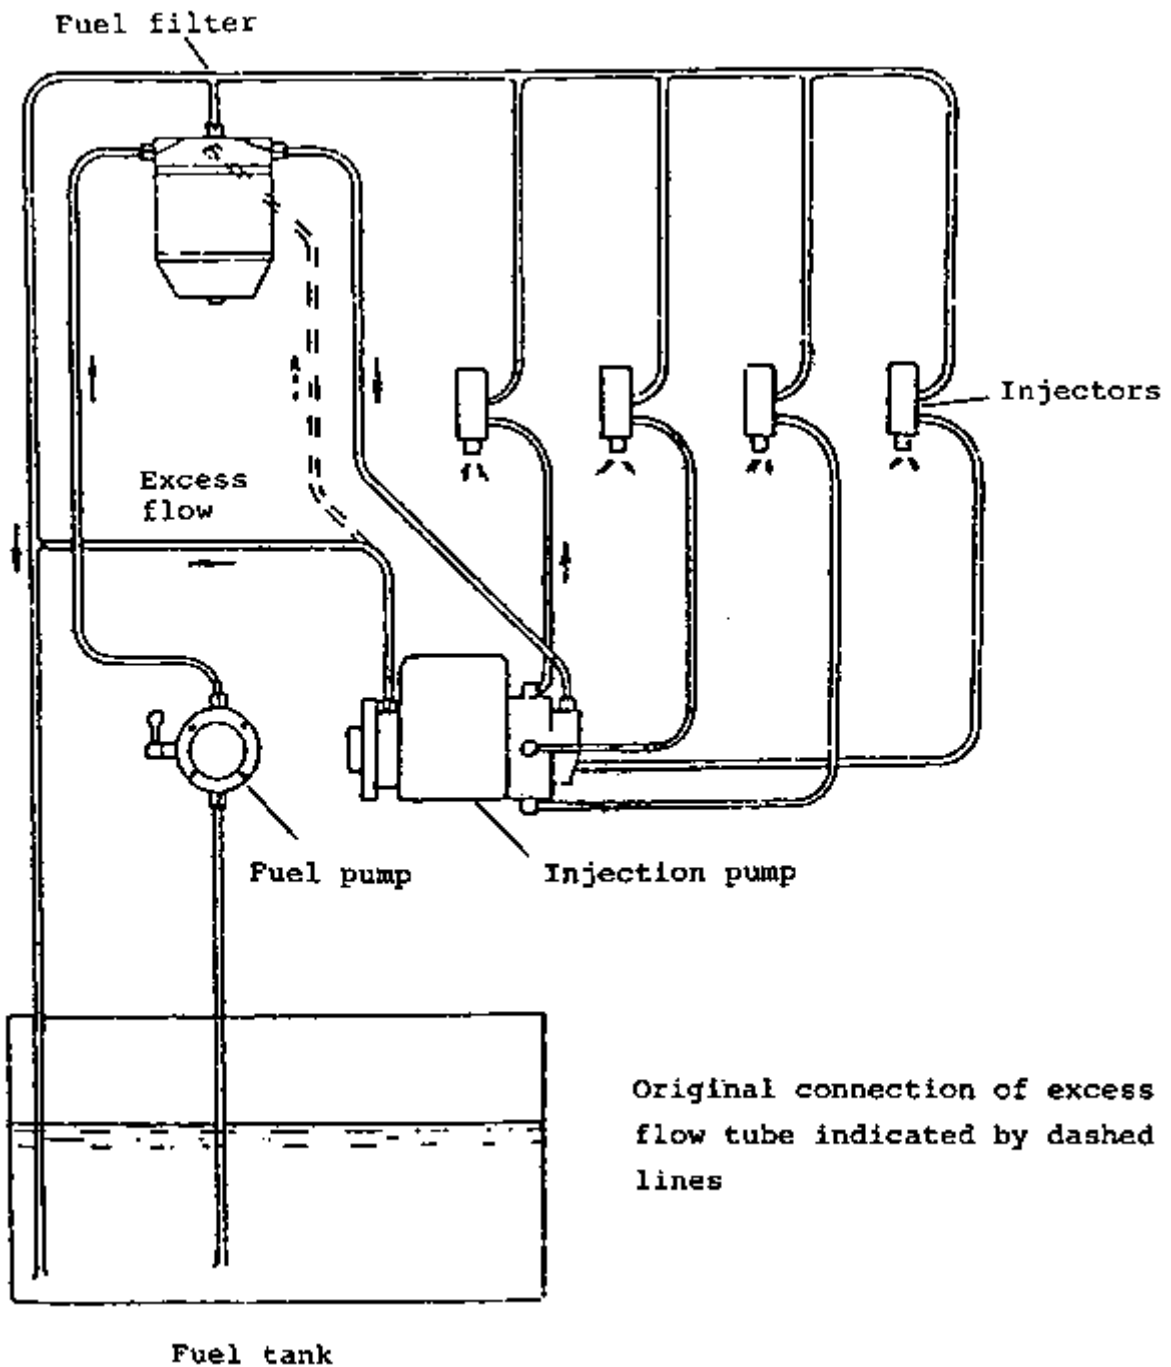 Fuel filter
Injectors
Excess
flow
Fuel pump
Injection pump
Original connection of excess
flow tube indicated by dashed
lines
Fuel tank